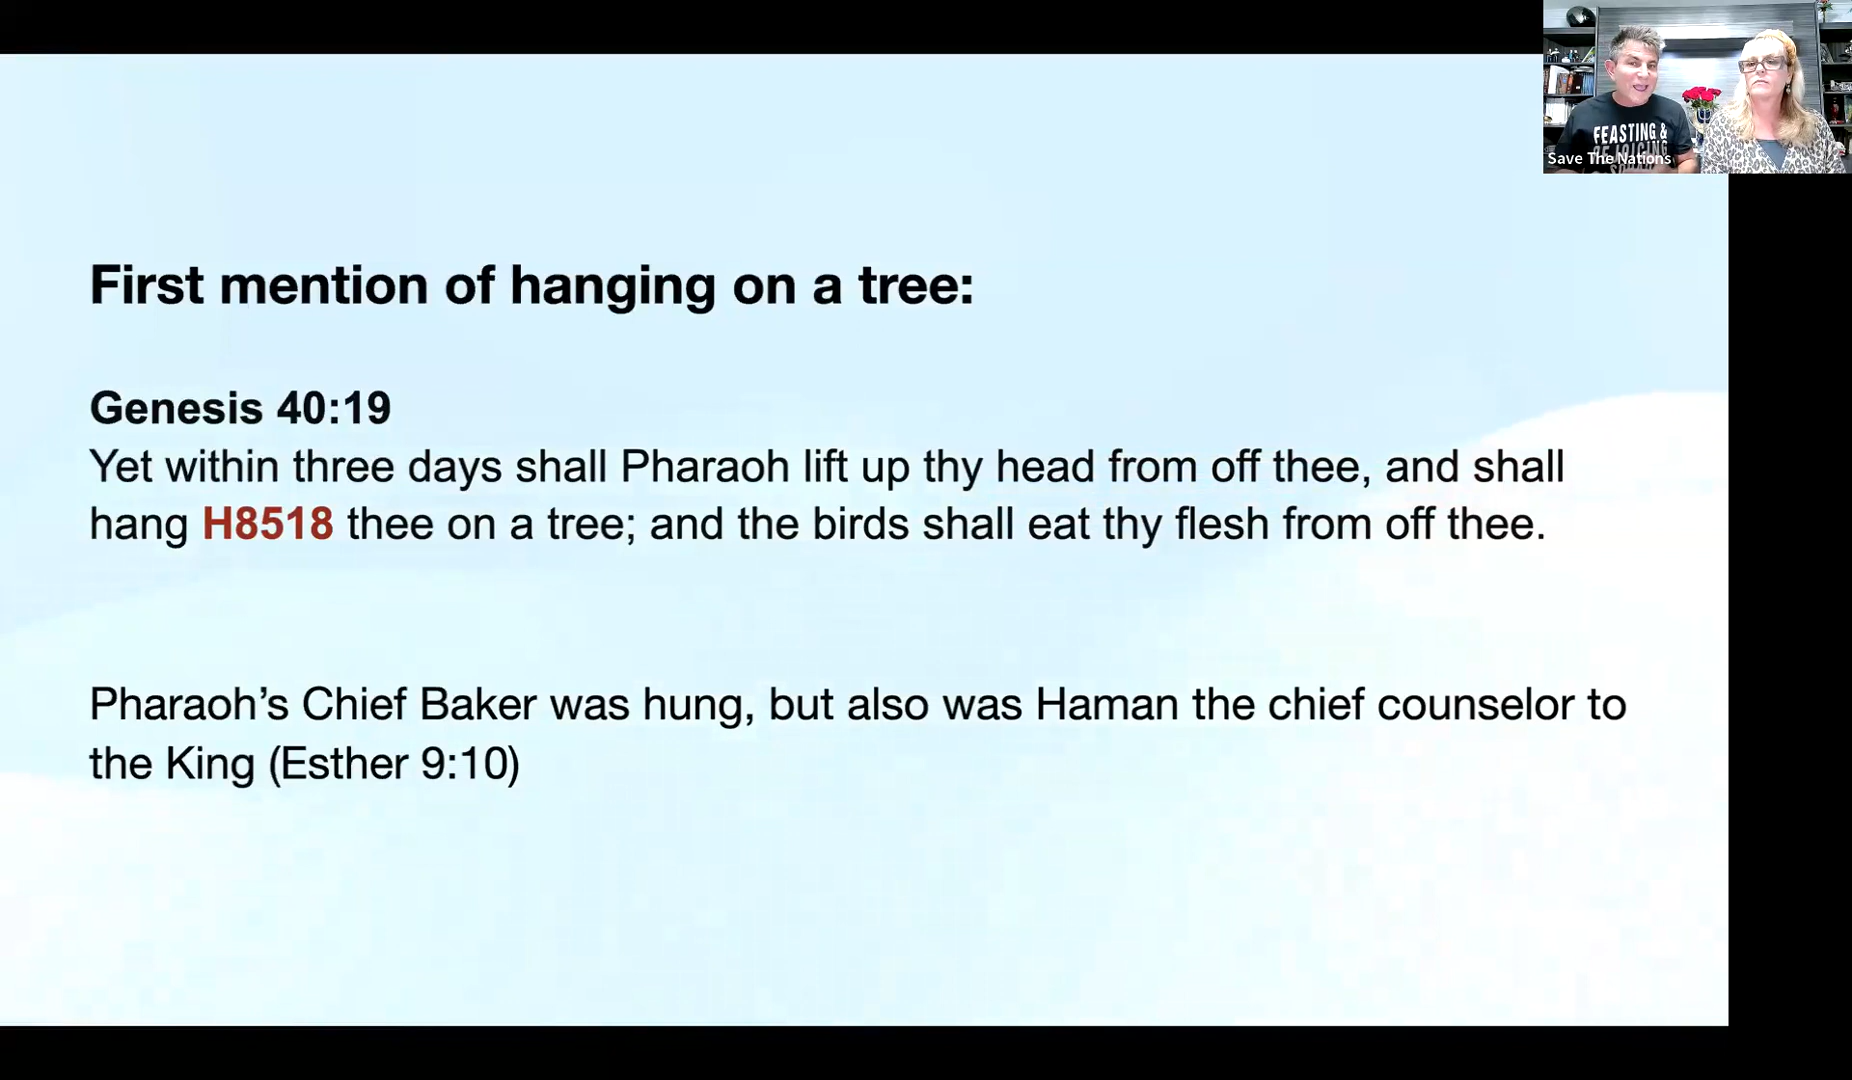 FEASTING &
REJOICING
Save The Nations
First mention of hanging on a tree:
Genesis 40:19
Yet within three days shall Pharaoh lift up thy head from off thee, and shall
hang H8518 thee on a tree; and the birds shall eat thy flesh from off thee.
Pharaoh’s Chief Baker was hung, but also was Haman the chief counselor to
the King (Esther 9:10)